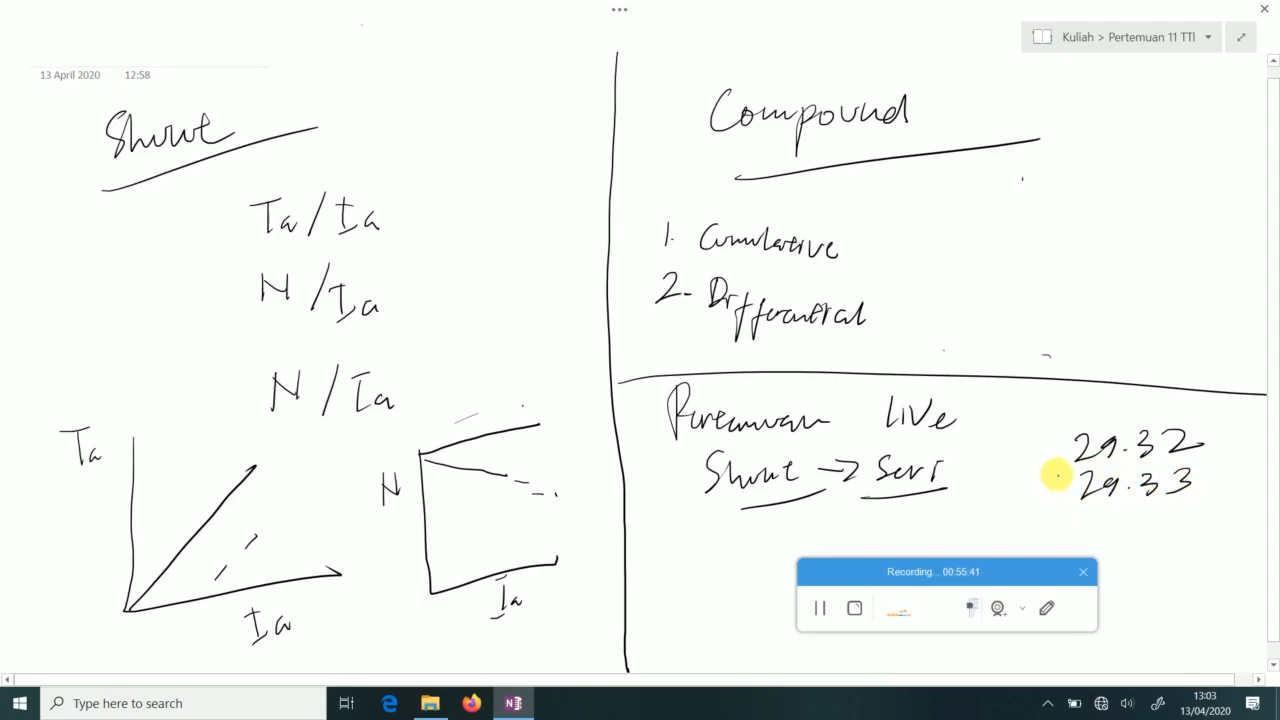 Kuliah > Pertemuan 11 TTI
13 April 2020 12:58
Shunt
Ta / Ia
N / Ia
N / Ia
Ta
Ia
N
Ia
Compound
1. Cumulative
2. Differential
Live
Shunt → Seri
29.32
29.33
Recording... 00:55:41
Type here to search
13:03
13/04/2020